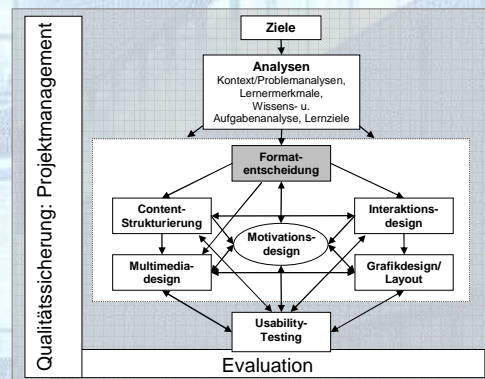 Qualitätssicherung: Projektmanagement
Ziele
Analysen
Kontext/Problemanalysen,
Lernermerkmale,
Wissens- u.
Aufgabenanalyse, Lernziele
Format-
entscheidung
Content-
Strukturierung
Interaktions-
design
Motivations-
design
Multimedia-
design
Grafikdesign/
Layout
Usability-
Testing
Evaluation